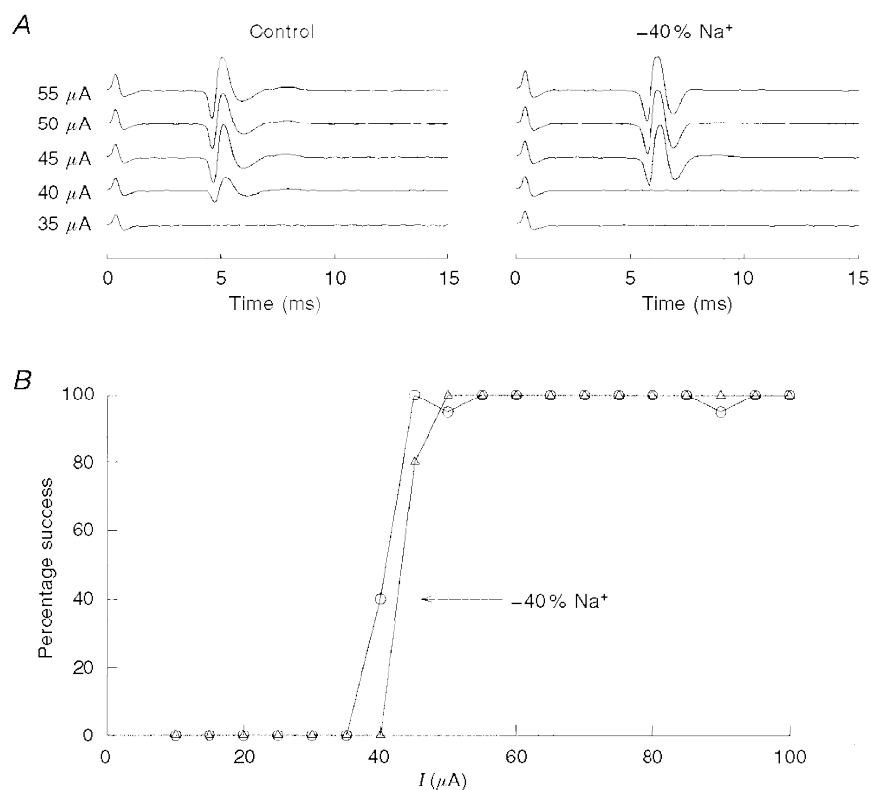 A
Control
−40% Na⁺
55 μA
50 μA
45 μA
40 μA
35 μA
0 5 10 15
0 5 10 15
Time (ms)
Time (ms)
B
Percentage success
100
80
60
40
20
0
−40% Na⁺
0 20 40 60 80 100
I (μA)